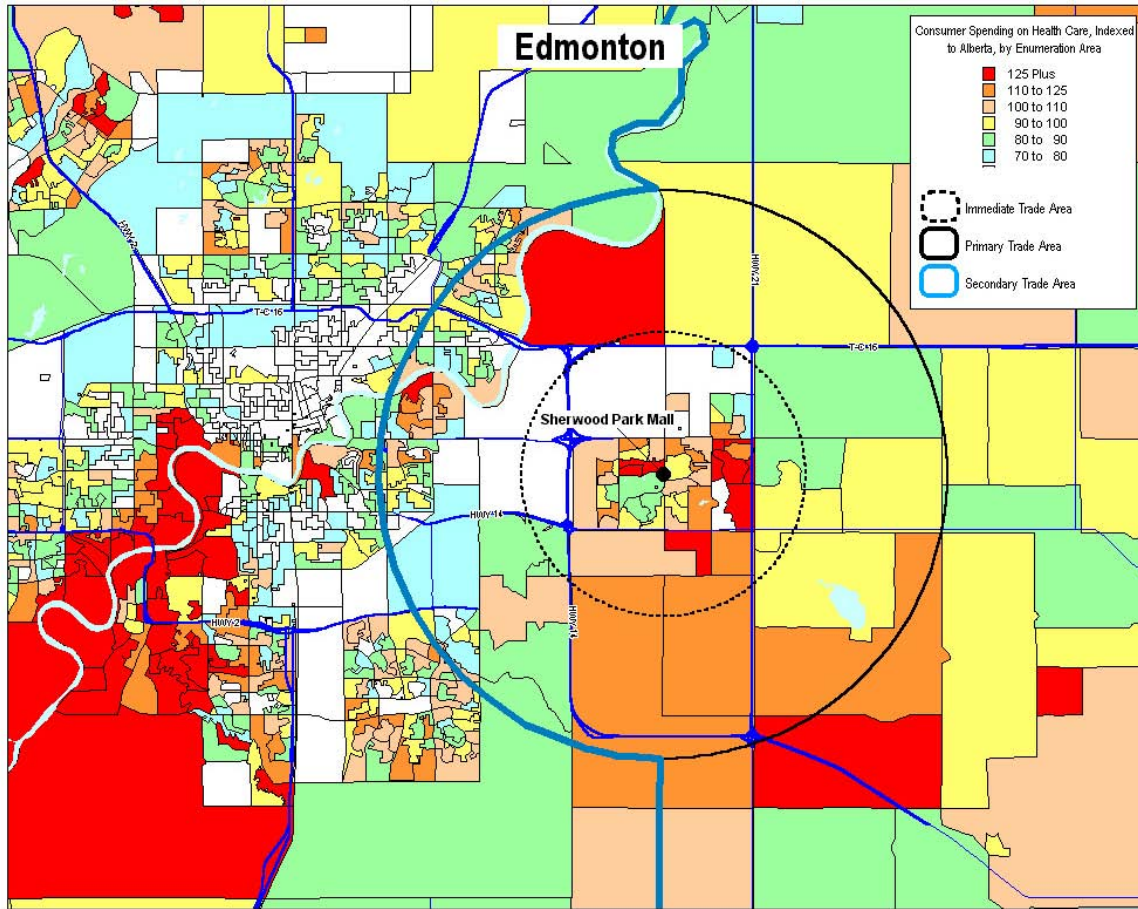 Edmonton
Consumer Spending on Health Care, Indexed
to Alberta, by Enumeration Area
125 Plus
110 to 125
100 to 110
90 to 100
80 to 90
70 to 80
Immediate Trade Area
Primary Trade Area
Secondary Trade Area
HWY 2
HWY 21
T-C 16
T-C 16
Sherwood Park Mall
HWY 14
HWY 14
HWY 2